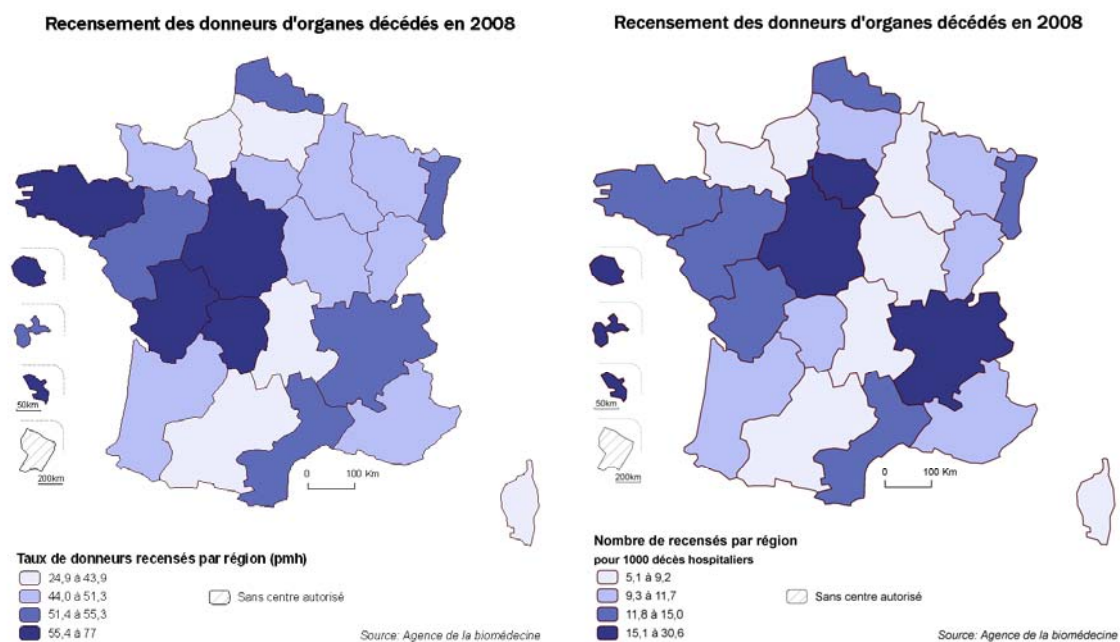 Recensement des donneurs d'organes décédés en 2008
50km
200km
0 100 Km
Taux de donneurs recensés par région (pmh)
24,9 à 43,9
44,0 à 51,3
51,4 à 55,3
55,4 à 77
Sans centre autorisé
Source: Agence de la biomédecine
Recensement des donneurs d'organes décédés en 2008
50km
200km
0 100 Km
Nombre de recensés par région
pour 1000 décès hospitaliers
5,1 à 9,2
9,3 à 11,7
11,8 à 15,0
15,1 à 30,6
Sans centre autorisé
Source: Agence de la biomédecine